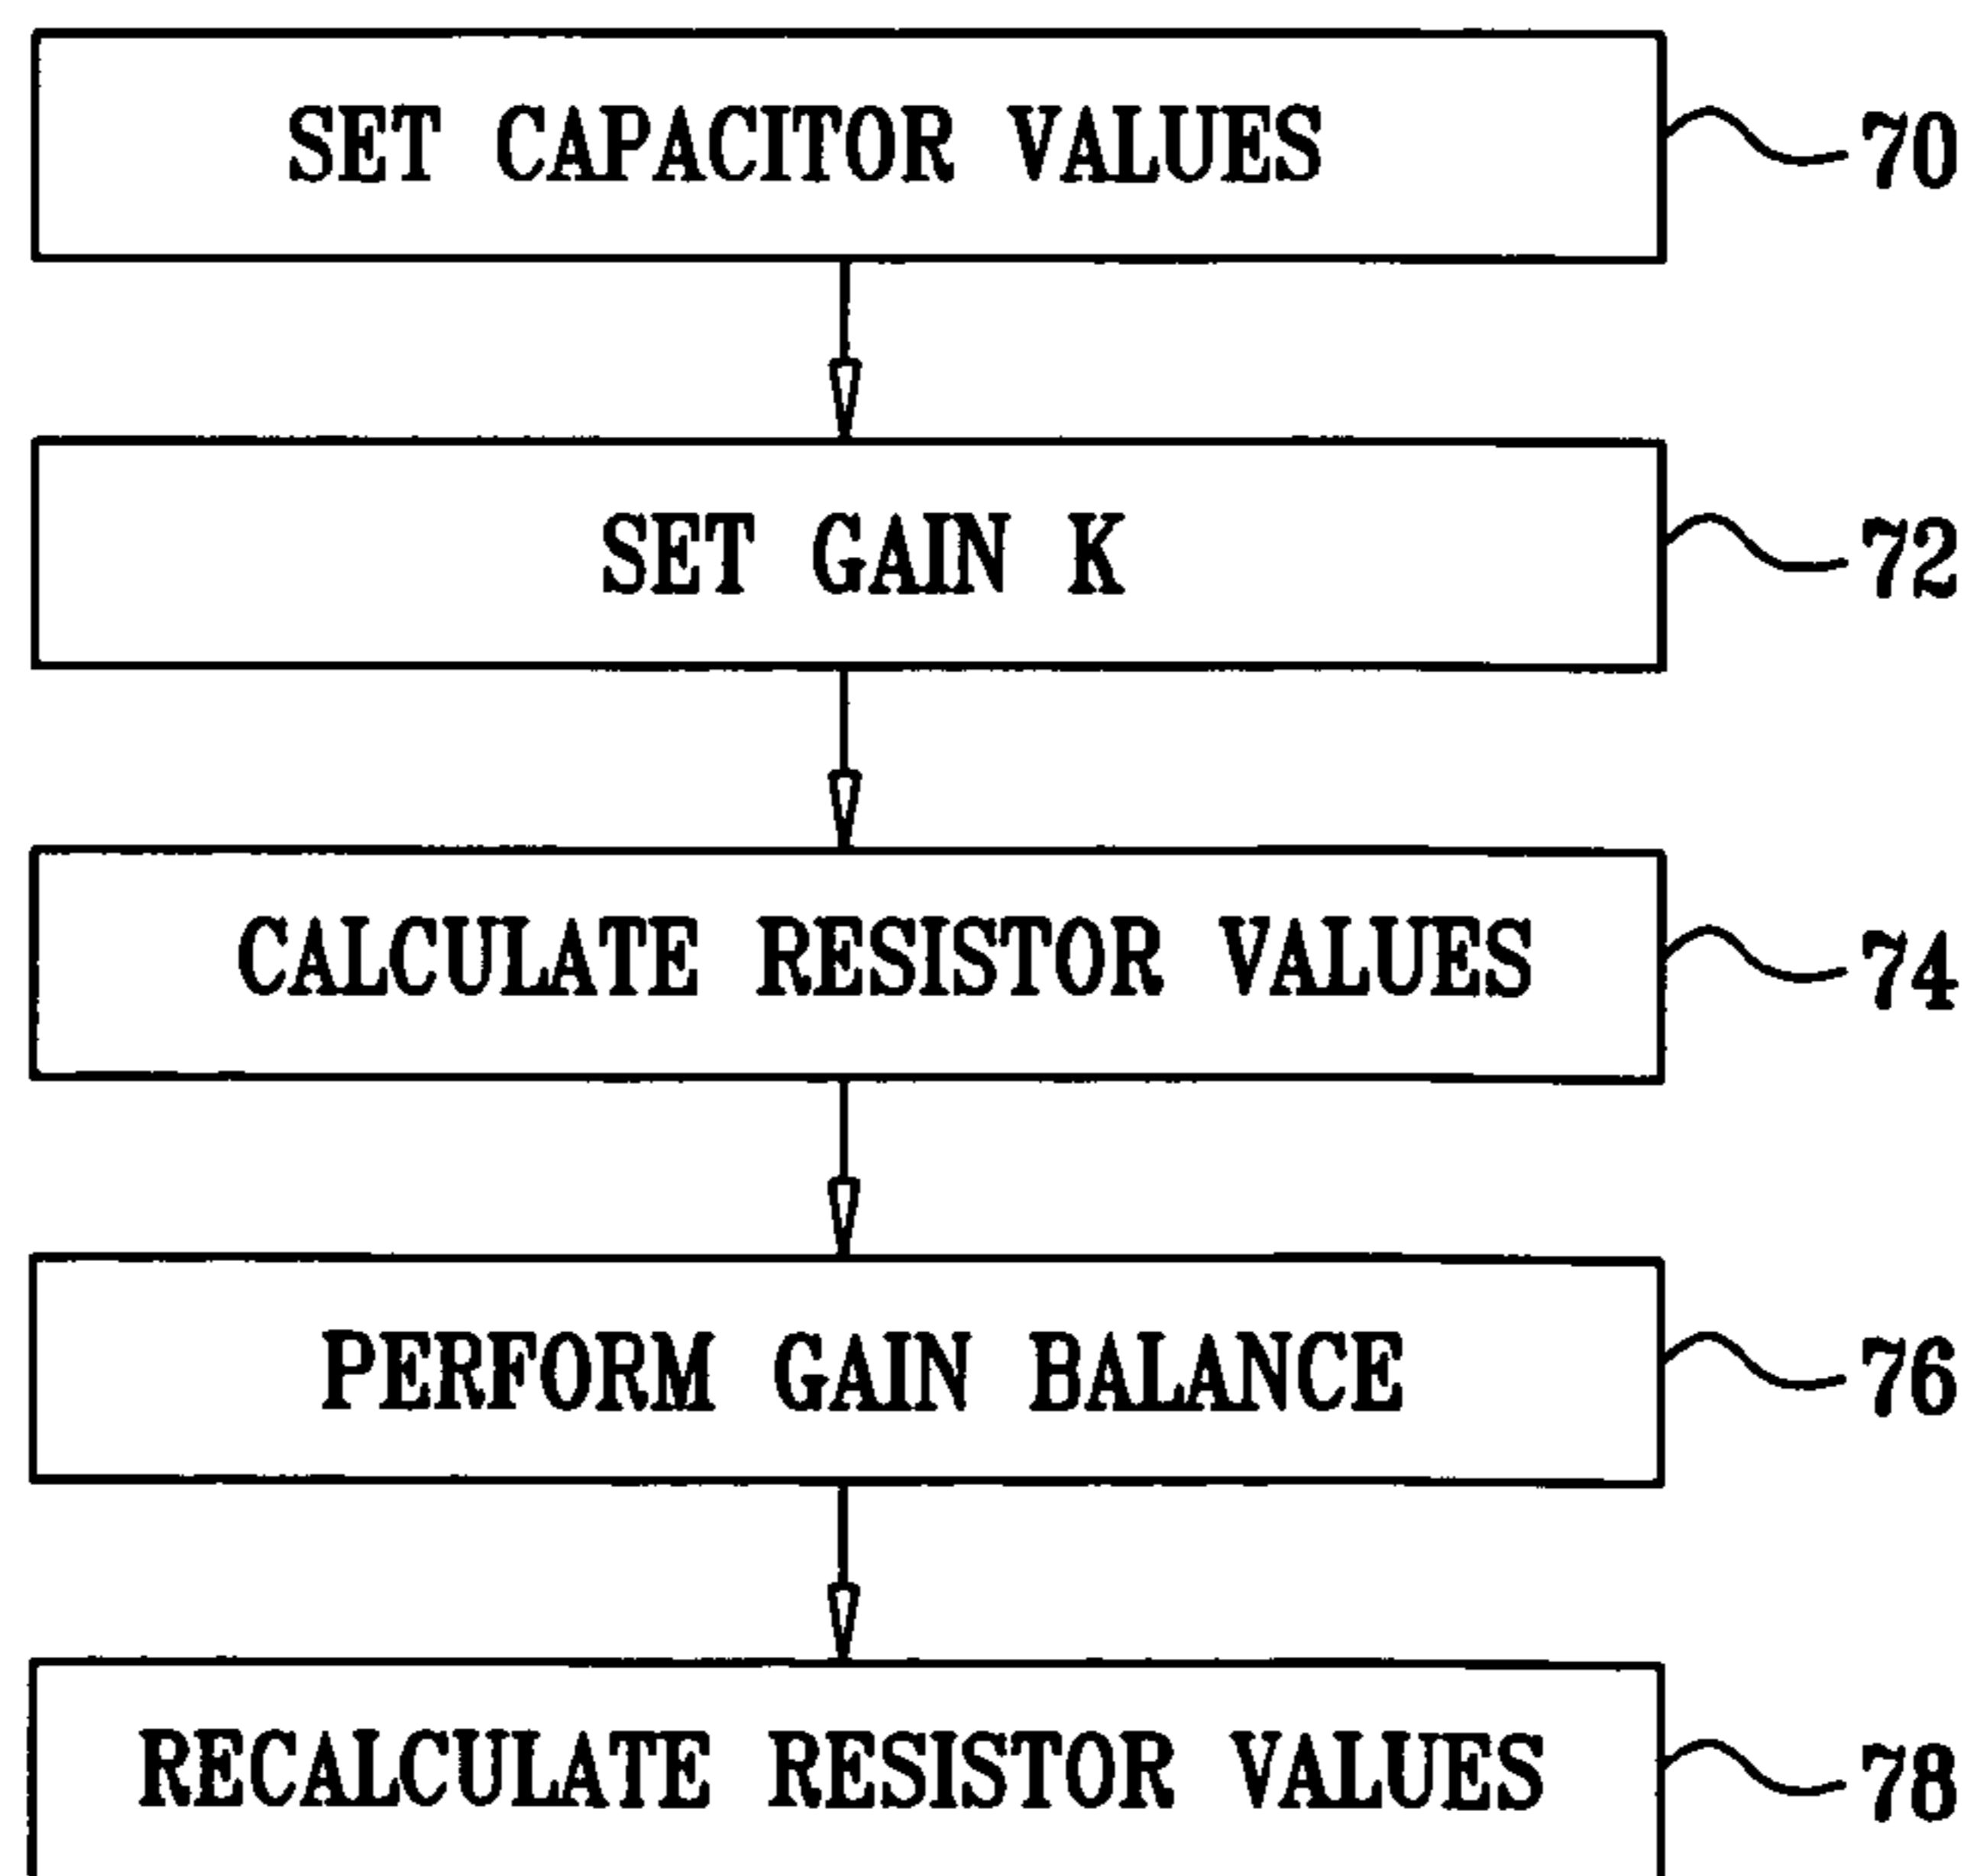 SET CAPACITOR VALUES
70
SET GAIN K
72
CALCULATE RESISTOR VALUES
74
PERFORM GAIN BALANCE
76
RECALCULATE RESISTOR VALUES
78